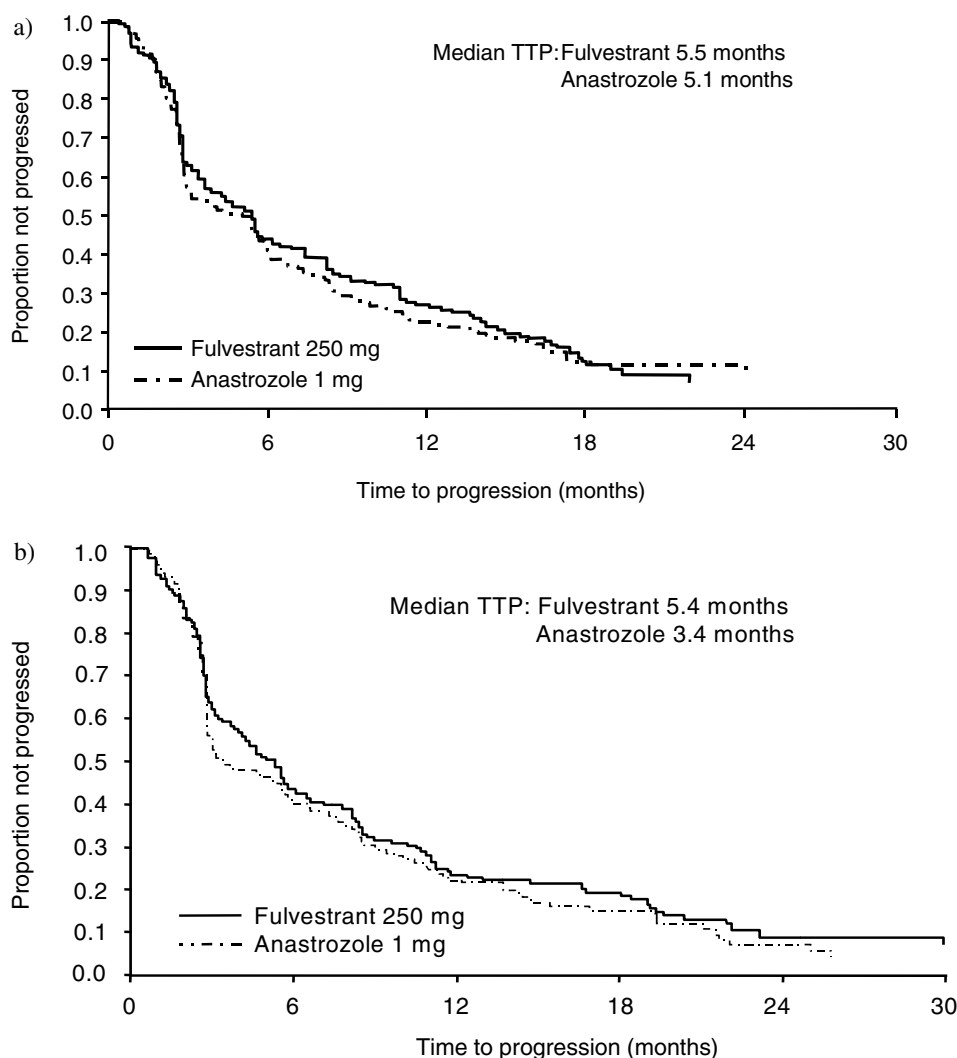 a)
Median TTP: Fulvestrant 5.5 months
Anastrozole 5.1 months
Proportion not progressed
1.0
0.9
0.8
0.7
0.6
0.5
0.4
0.3
0.2
0.1
0.0
Fulvestrant 250 mg
Anastrozole 1 mg
0 6 12 18 24 30
Time to progression (months)
b)
Median TTP: Fulvestrant 5.4 months
Anastrozole 3.4 months
Proportion not progressed
1.0
0.9
0.8
0.7
0.6
0.5
0.4
0.3
0.2
0.1
0.0
Fulvestrant 250 mg
Anastrozole 1 mg
0 6 12 18 24 30
Time to progression (months)